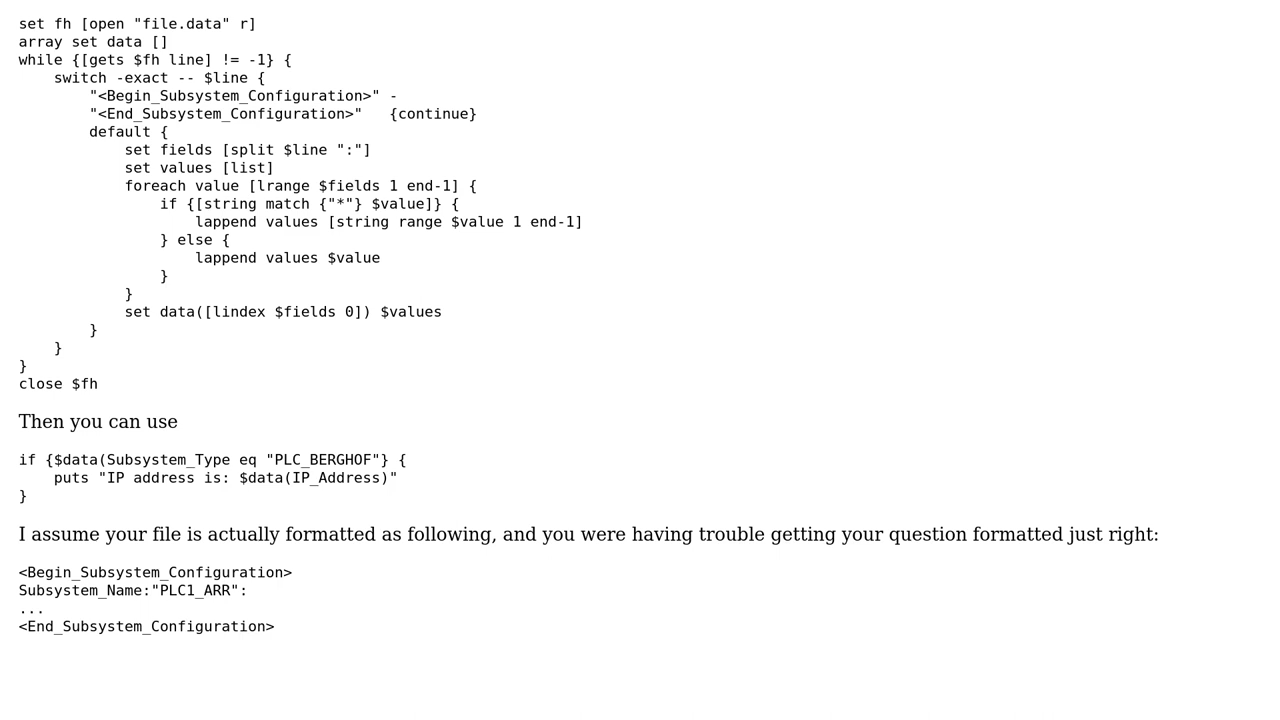 set fh [open "file.data" r]
array set data []
while {[gets $fh line] != -1} {
    switch -exact -- $line {
        "<Begin_Subsystem_Configuration>" -
        "<End_Subsystem_Configuration>"   {continue}
        default {
            set fields [split $line ":"]
            set values [list]
            foreach value [lrange $fields 1 end-1] {
                if {[string match {"*"} $value]} {
                    lappend values [string range $value 1 end-1]
                } else {
                    lappend values $value
                }
            }
            set data([lindex $fields 0]) $values
        }
    }
}
close $fh
Then you can use
if {$data(Subsystem_Type eq "PLC_BERGHOF"} {
    puts "IP address is: $data(IP_Address)"
}
I assume your file is actually formatted as following, and you were having trouble getting your question formatted just right:
<Begin_Subsystem_Configuration>
Subsystem_Name:"PLC1_ARR":
...
<End_Subsystem_Configuration>